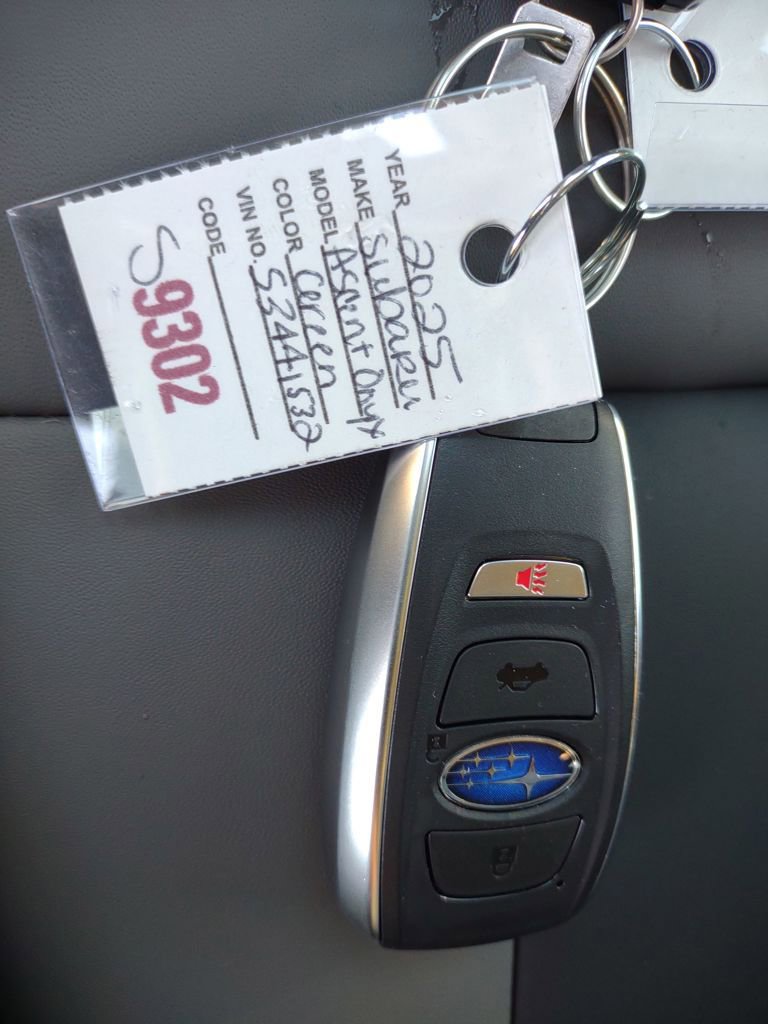 YEAR 2025
MAKE Subaru
MODEL Ascent Onyx
COLOR Green
VIN NO. S3441532
CODE
S9302